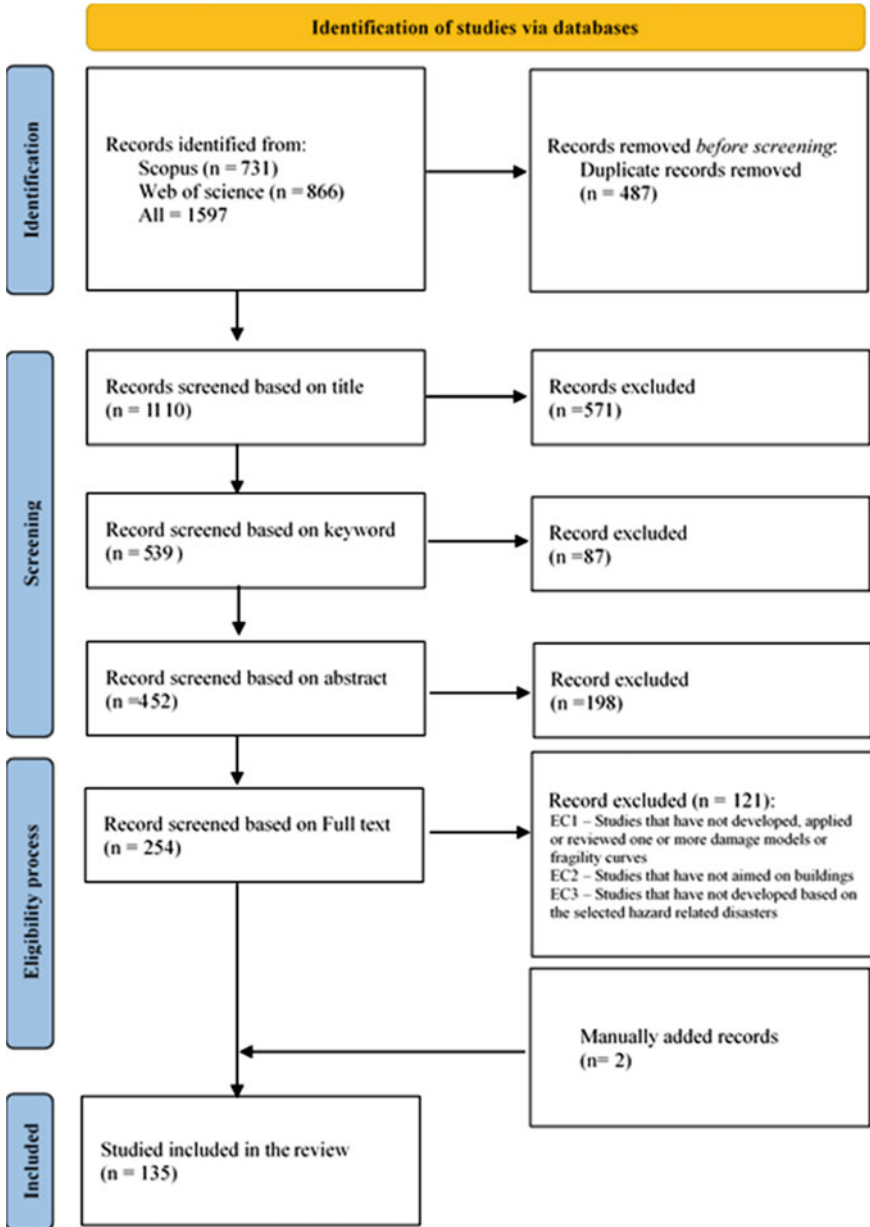 Identification of studies via databases
Identification
Records identified from:
Scopus (n = 731)
Web of science (n = 866)
All = 1597
Records removed before screening:
Duplicate records removed
(n = 487)
Screening
Records screened based on title
(n = 1110)
Records excluded
(n =571)
Record screened based on keyword
(n = 539)
Record excluded
(n =87)
Record screened based on abstract
(n =452)
Record excluded
(n =198)
Eligibility process
Record screened based on Full text
(n = 254)
Record excluded (n = 121):
EC1 – Studies that have not developed, applied
or reviewed one or more damage models or
fragility curves
EC2 – Studies that have not aimed on buildings
EC3 – Studies that have not developed based on
the selected hazard related disasters
Manually added records
(n= 2)
Included
Studied included in the review
(n = 135)